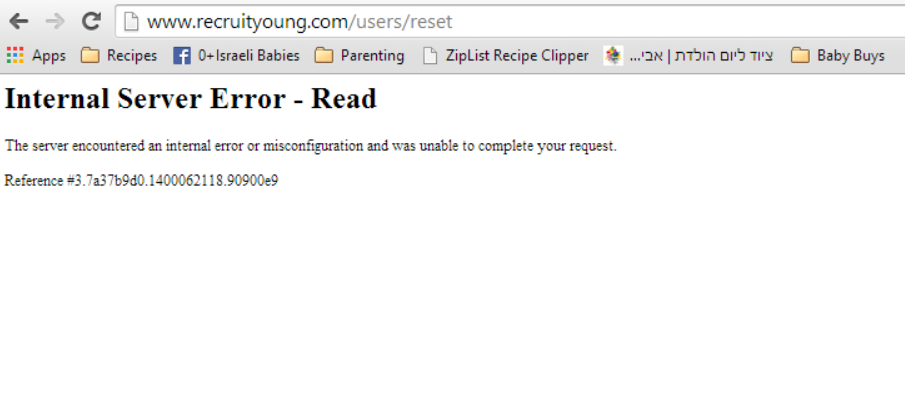 www.recruityoung.com/users/reset
Apps Recipes 0+Israeli Babies Parenting ZipList Recipe Clipper ציוד ליום הולדת | אבי... Baby Buys
Internal Server Error - Read
The server encountered an internal error or misconfiguration and was unable to complete your request.
Reference #3.7a37b9d0.1400062118.90900e9